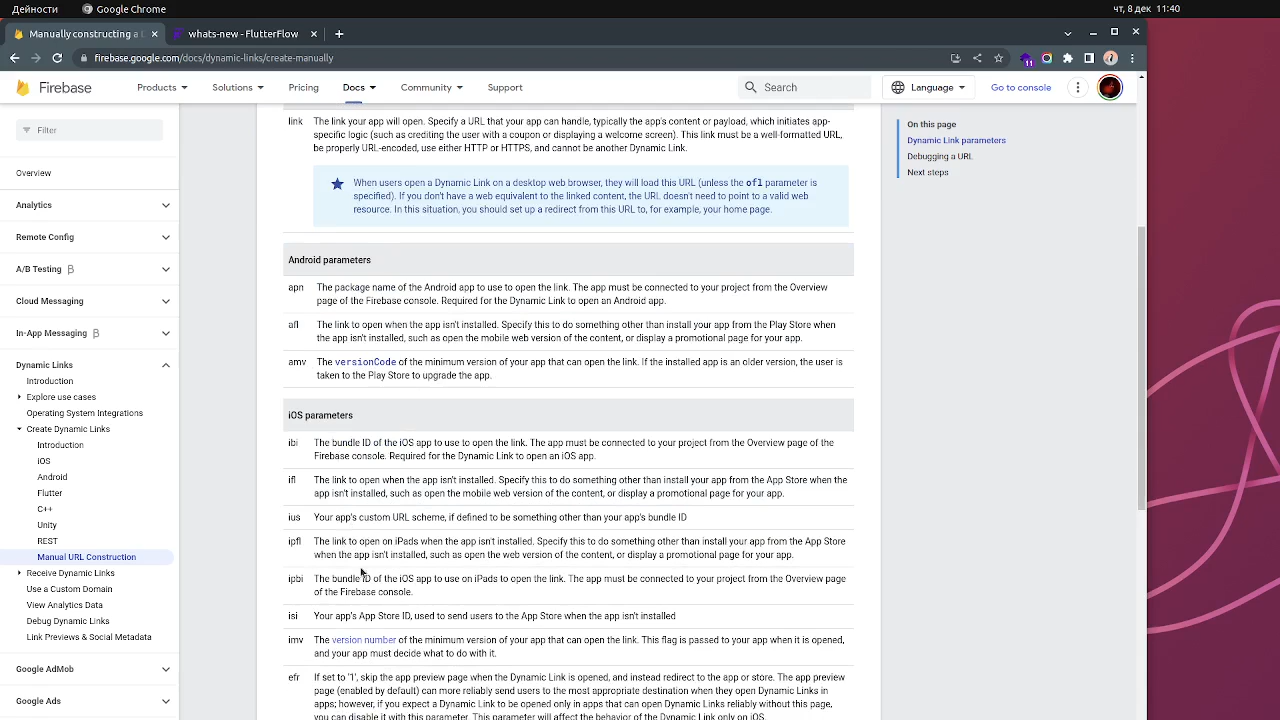 Дейности
Google Chrome
чт, 8 дек 11:40
Manually constructing a
whats-new - FlutterFlow
firebase.google.com/docs/dynamic-links/create-manually
11
Firebase
Products
Solutions
Pricing
Docs
Community
Support
Search
Language
Go to console
Filter
Overview
Analytics
Remote Config
A/B Testing
Cloud Messaging
In-App Messaging
Dynamic Links
Introduction
Explore use cases
Operating System Integrations
Create Dynamic Links
Introduction
iOS
Android
Flutter
C++
Unity
REST
Manual URL Construction
Receive Dynamic Links
Use a Custom Domain
View Analytics Data
Debug Dynamic Links
Link Previews & Social Metadata
Google AdMob
Google Ads
link The link your app will open. Specify a URL that your app can handle, typically the app's content or payload, which initiates app-
specific logic (such as crediting the user with a coupon or displaying a welcome screen). This link must be a well-formatted URL,
be properly URL-encoded, use either HTTP or HTTPS, and cannot be another Dynamic Link.
When users open a Dynamic Link on a desktop web browser, they will load this URL (unless the ofl parameter is
specified). If you don't have a web equivalent to the linked content, the URL doesn't need to point to a valid web
resource. In this situation, you should set up a redirect from this URL to, for example, your home page.
Android parameters
apn The package name of the Android app to use to open the link. The app must be connected to your project from the Overview
page of the Firebase console. Required for the Dynamic Link to open an Android app.
afl The link to open when the app isn't installed. Specify this to do something other than install your app from the Play Store when
the app isn't installed, such as open the mobile web version of the content, or display a promotional page for your app.
amv The versionCode of the minimum version of your app that can open the link. If the installed app is an older version, the user is
taken to the Play Store to upgrade the app.
iOS parameters
ibi The bundle ID of the iOS app to use to open the link. The app must be connected to your project from the Overview page of the
Firebase console. Required for the Dynamic Link to open an iOS app.
ifl The link to open when the app isn't installed. Specify this to do something other than install your app from the App Store when the
app isn't installed, such as open the mobile web version of the content, or display a promotional page for your app.
ius Your app's custom URL scheme, if defined to be something other than your app's bundle ID
ipfl The link to open on iPads when the app isn't installed. Specify this to do something other than install your app from the App Store
when the app isn't installed, such as open the web version of the content, or display a promotional page for your app.
ipbi The bundle ID of the iOS app to use on iPads to open the link. The app must be connected to your project from the Overview page
of the Firebase console.
isi Your app's App Store ID, used to send users to the App Store when the app isn't installed
imv The version number of the minimum version of your app that can open the link. This flag is passed to your app when it is opened,
and your app must decide what to do with it.
efr If set to '1', skip the app preview page when the Dynamic Link is opened, and instead redirect to the app or store. The app preview
page (enabled by default) can more reliably send users to the most appropriate destination when they open Dynamic Links in
apps; however, if you expect a Dynamic Link to be opened only in apps that can open Dynamic Links reliably without this page,
you can disable it with this parameter. This parameter will affect the behavior of the Dynamic Link only on iOS.
On this page
Dynamic Link parameters
Debugging a URL
Next steps